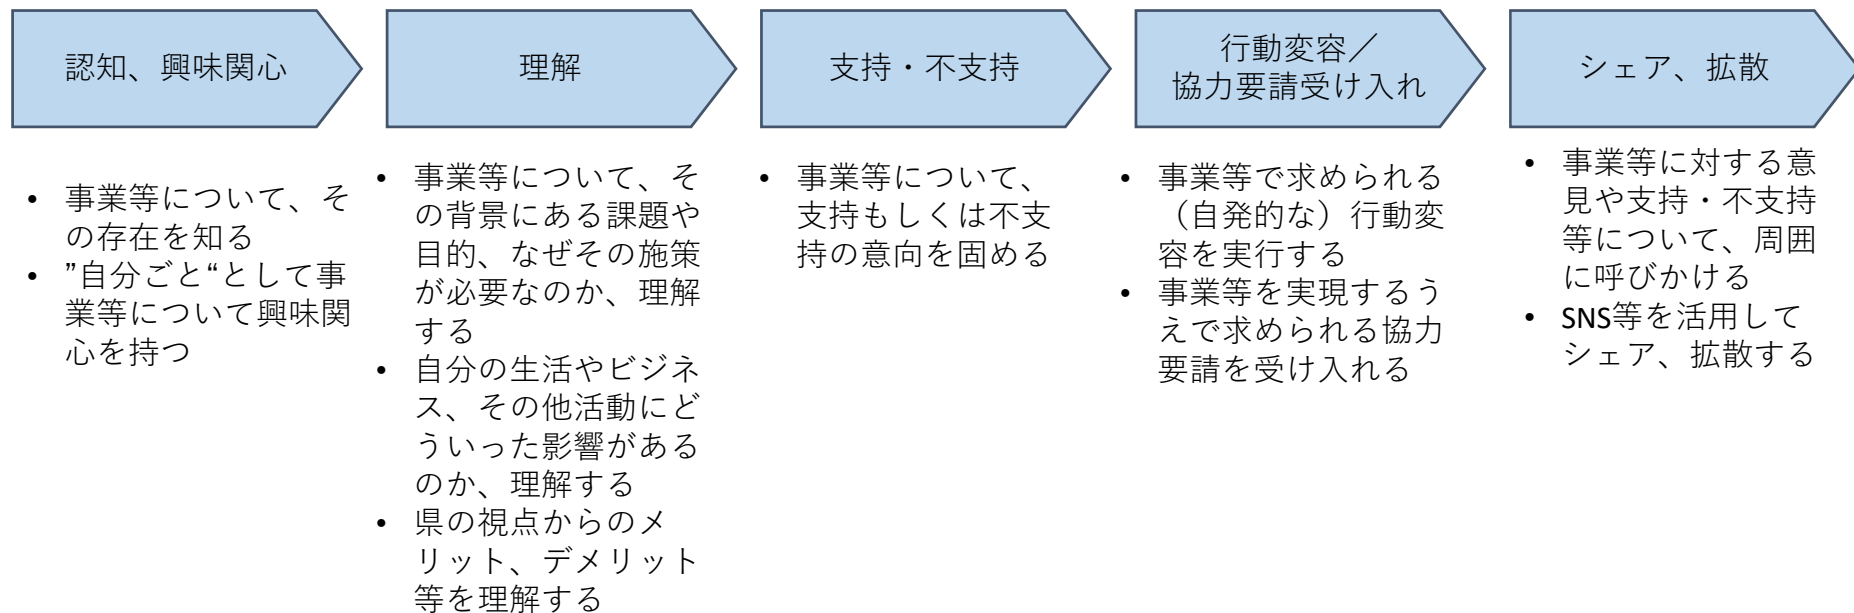 認知、興味関心
理解
支持・不支持
行動変容／
協力要請受け入れ
シェア、拡散
• 事業等について、そ
の存在を知る
• ”自分ごと“として事
業等について興味関
心を持つ
• 事業等について、そ
の背景にある課題や
目的、なぜその施策
が必要なのか、理解
する
• 自分の生活やビジネ
ス、その他活動にど
ういった影響がある
のか、理解する
• 県の視点からのメ
リット、デメリット
等を理解する
• 事業等について、
支持もしくは不支
持の意向を固める
• 事業等で求められる
（自発的な）行動変
容を実行する
• 事業等を実現するう
えで求められる協力
要請を受け入れる
• 事業等に対する意
見や支持・不支持
等について、周囲
に呼びかける
• SNS等を活用して
シェア、拡散する